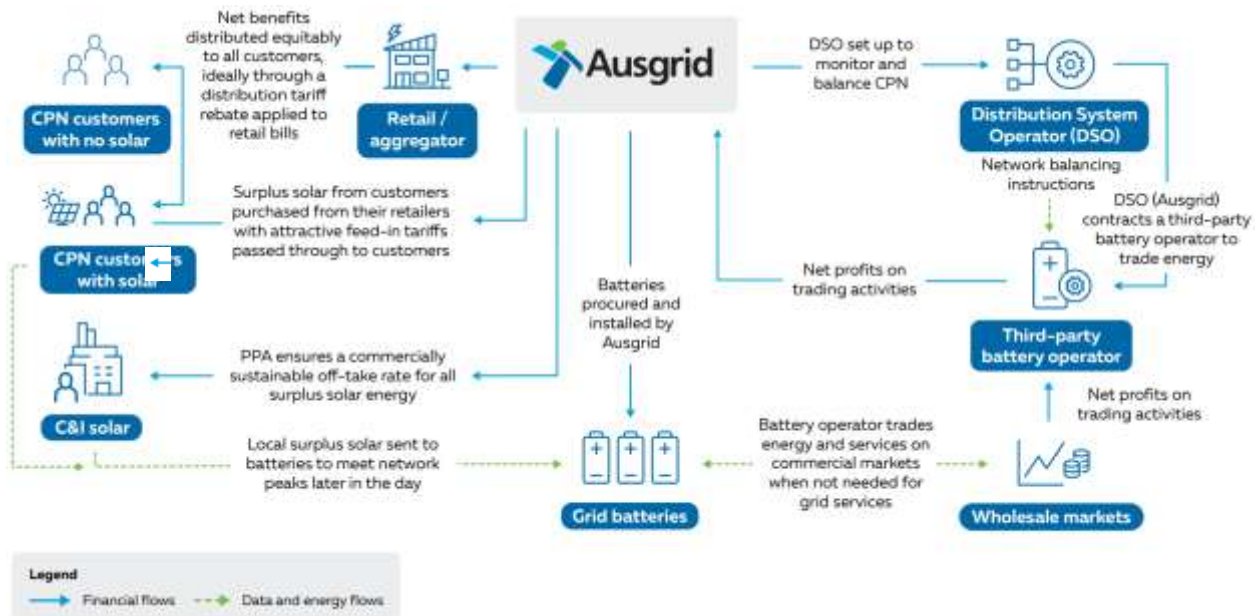 Net benefits
distributed equitably
to all customers,
ideally through a
distribution tariff
rebate applied to
retail bills
CPN customers
with no solar
Retail /
aggregator
Ausgrid
DSO set up to
monitor and
balance CPN
Distribution System
Operator (DSO)
Network balancing
instructions
DSO (Ausgrid)
contracts a third-party
battery operator to
trade energy
Surplus solar from customers
purchased from their retailers
with attractive feed-in tariffs
passed through to customers
CPN customers
with solar
Batteries
procured and
installed by
Ausgrid
Net profits on
trading activities
Third-party
battery operator
PPA ensures a commercially
sustainable off-take rate for all
surplus solar energy
C&I solar
Net profits on
trading activities
Local surplus solar sent to
batteries to meet network
peaks later in the day
Grid batteries
Battery operator trades
energy and services on
commercial markets
when not needed for
grid services
Wholesale markets
Legend
Financial flows
Data and energy flows